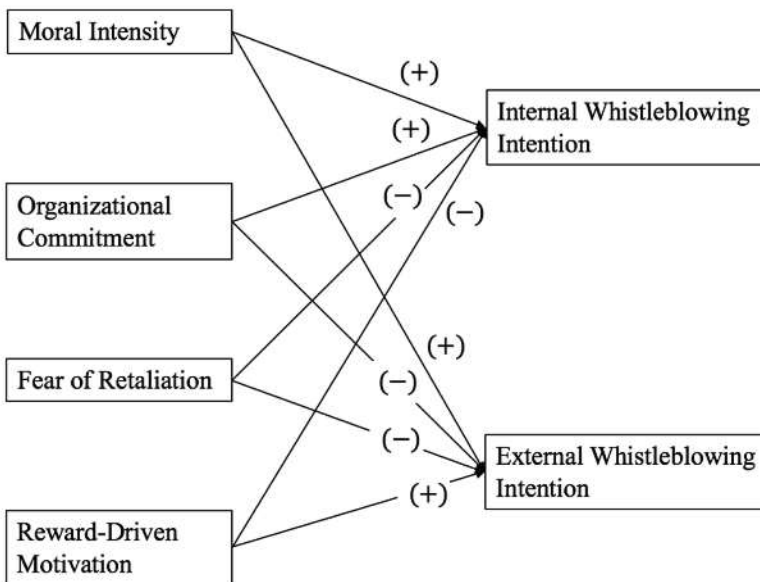 Moral Intensity
(+)
Internal Whistleblowing
Intention
(+)
Organizational
Commitment
(−)
(−)
(+)
Fear of Retaliation
(−)
(−)
External Whistleblowing
Intention
(+)
Reward-Driven
Motivation